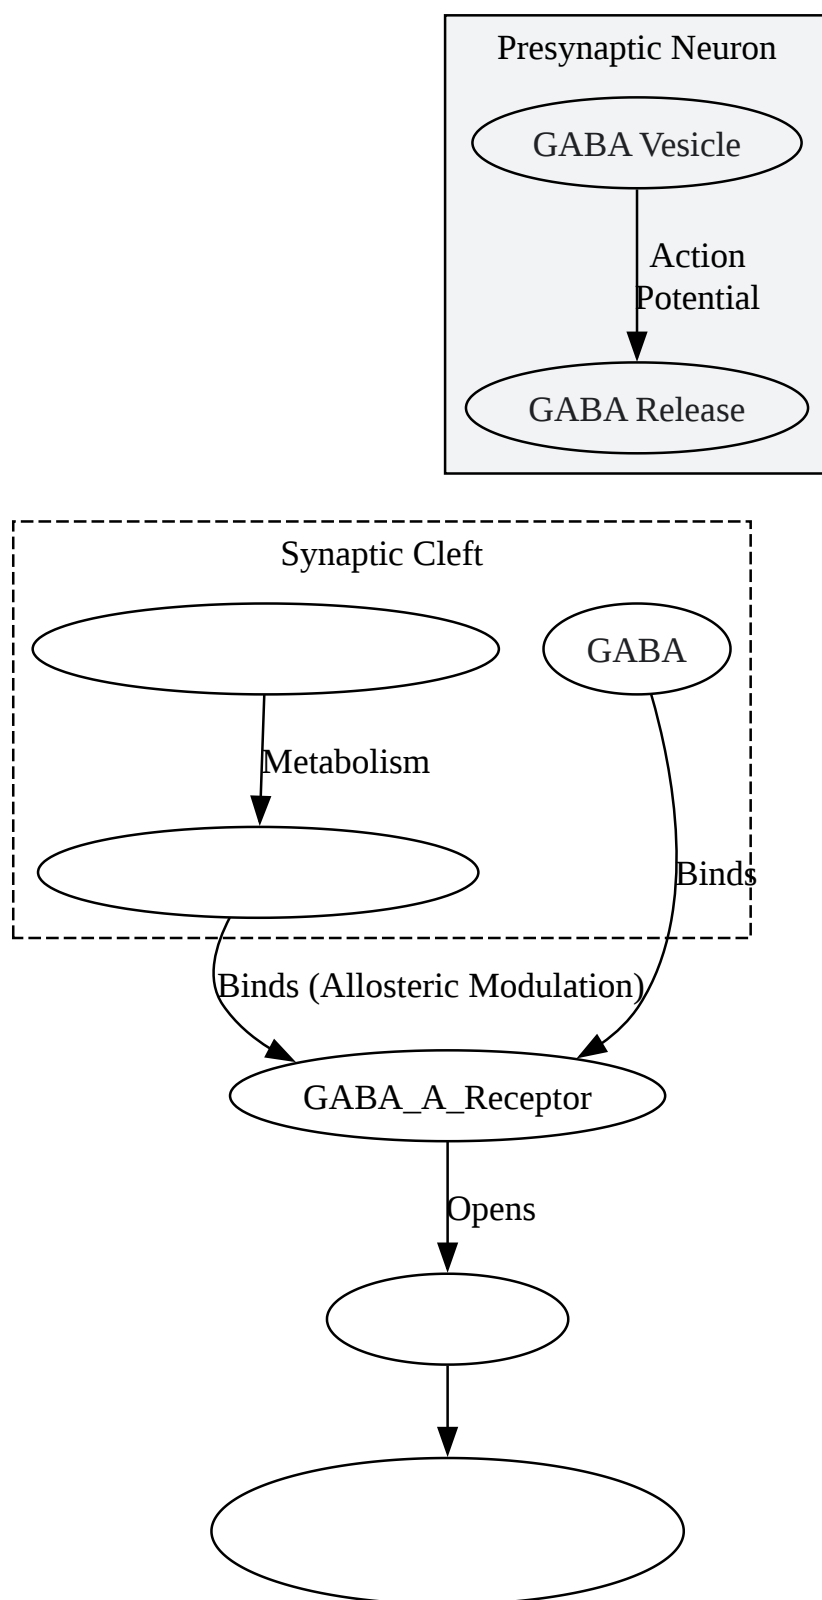 Presynaptic Neuron
GABA Vesicle
Action
Potential
GABA Release
Synaptic Cleft
GABA
Metabolism
Binds
Binds (Allosteric Modulation)
GABA_A_Receptor
Opens